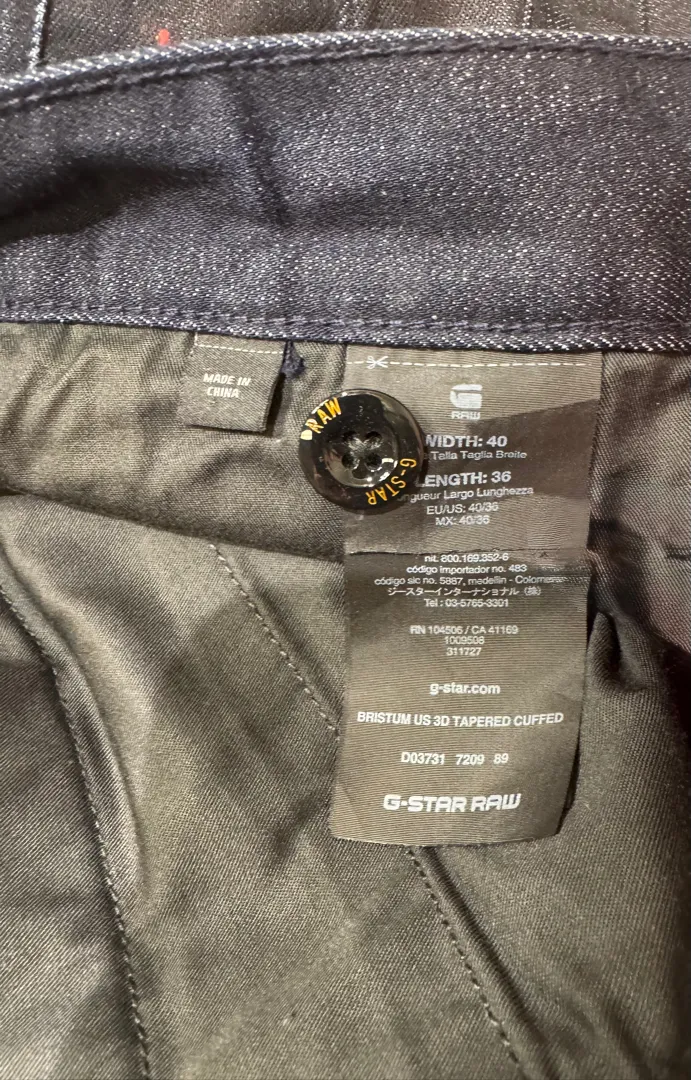 MADE IN
CHINA
RAW
G-STAR
RAW
WIDTH: 40
Talla Taglia Breite
LENGTH: 36
Largo Lunghezza
EU/US: 40/36
MX: 40/36
nit. 800.169.352-6
código importador no. 483
código sic no. 5887, medellin - Colombia
ジースターインターナショナル（株）
Tel : 03-5765-3301
RN 104506 / CA 41169
1009508
311727
g-star.com
BRISTUM US 3D TAPERED CUFFED
D03731 7209 89
G-STAR RAW